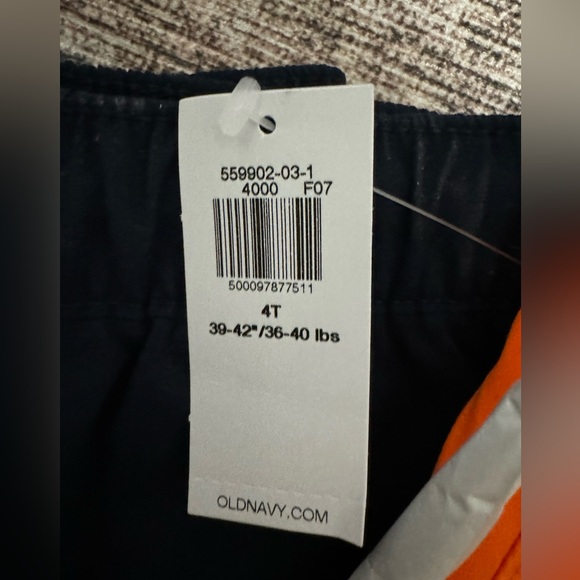 559902-03-1
4000 F07
500097877511
4T
39-42"/36-40 lbs
OLDNAVY.COM